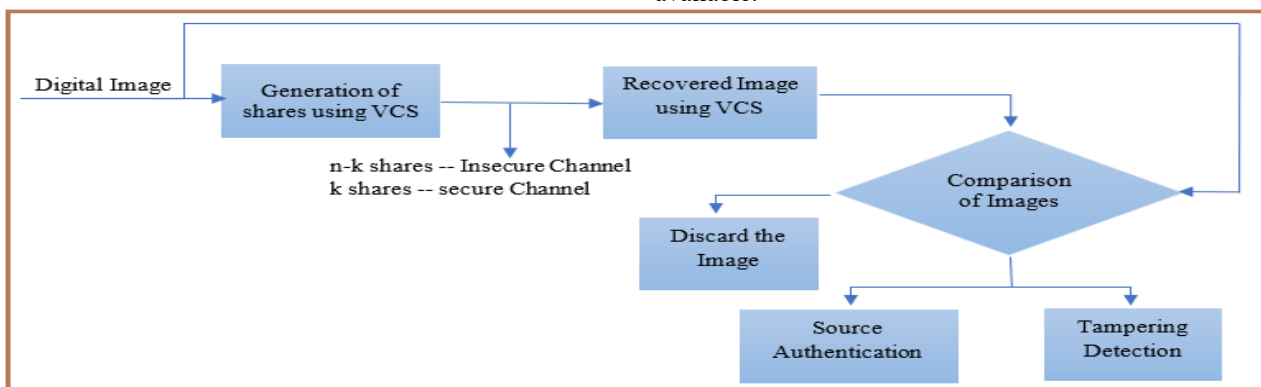 Digital Image
Generation of
shares using VCS
Recovered Image
using VCS
n-k shares -- Insecure Channel
k shares -- secure Channel
Comparison
of Images
Discard the
Image
Source
Authentication
Tampering
Detection